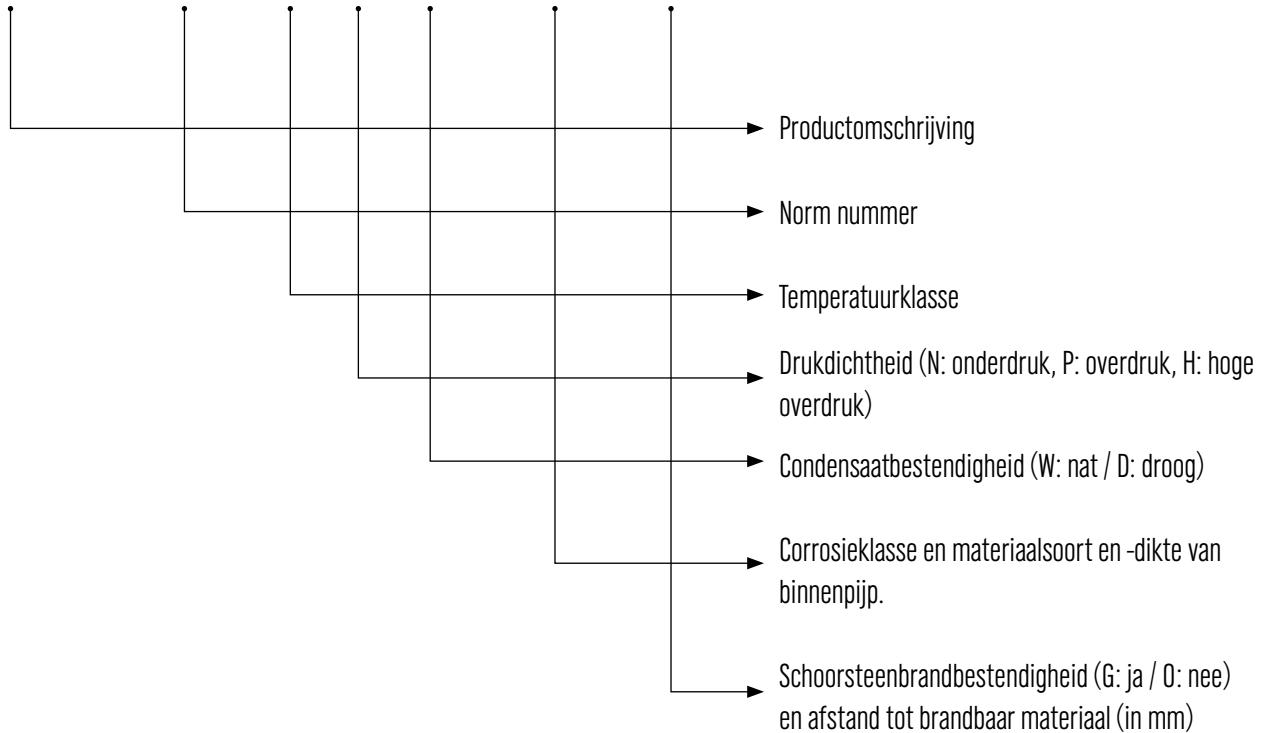 Productomschrijving
Norm nummer
Temperatuurklasse
Drukdichtheid (N: onderdruk, P: overdruk, H: hoge
overdruk)
Condensaatbestendigheid (W: nat / D: droog)
Corrosieklasse en materiaalsoort en -dikte van
binnenpijp.
Schoorsteenbrandbestendigheid (G: ja / O: nee)
en afstand tot brandbaar materiaal (in mm)